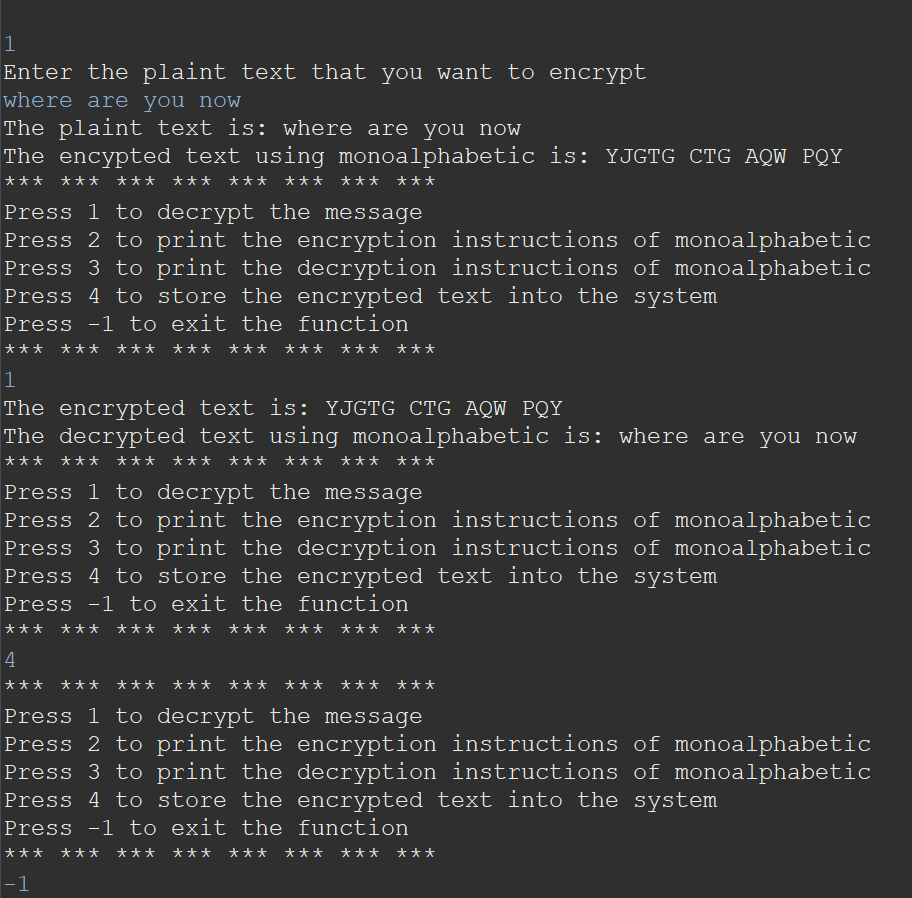 1
Enter the plaint text that you want to encrypt
where are you now
The plaint text is: where are you now
The encypted text using monoalphabetic is: YJGTG CTG AQW PQY
*** *** *** *** *** *** *** ***
Press 1 to decrypt the message
Press 2 to print the encryption instructions of monoalphabetic
Press 3 to print the decryption instructions of monoalphabetic
Press 4 to store the encrypted text into the system
Press -1 to exit the function
*** *** *** *** *** *** *** ***
1
The encrypted text is: YJGTG CTG AQW PQY
The decrypted text using monoalphabetic is: where are you now
*** *** *** *** *** *** *** ***
Press 1 to decrypt the message
Press 2 to print the encryption instructions of monoalphabetic
Press 3 to print the decryption instructions of monoalphabetic
Press 4 to store the encrypted text into the system
Press -1 to exit the function
*** *** *** *** *** *** *** ***
4
*** *** *** *** *** *** *** ***
Press 1 to decrypt the message
Press 2 to print the encryption instructions of monoalphabetic
Press 3 to print the decryption instructions of monoalphabetic
Press 4 to store the encrypted text into the system
Press -1 to exit the function
*** *** *** *** *** *** *** ***
-1